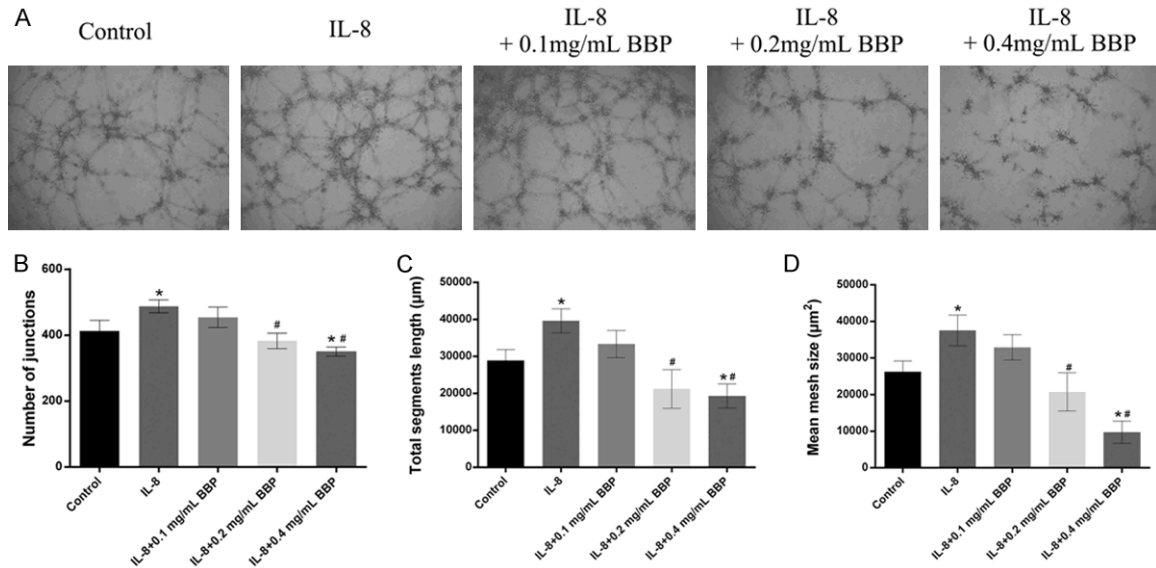 A
Control
IL-8
IL-8
+ 0.1mg/mL BBP
IL-8
+ 0.2mg/mL BBP
IL-8
+ 0.4mg/mL BBP
B
Number of junctions
600
400
200
0
*
#
* #
Control
IL-8
IL-8+0.1 mg/mL BBP
IL-8+0.2 mg/mL BBP
IL-8+0.4 mg/mL BBP
C
Total segments length (μm)
50000
40000
30000
20000
10000
0
*
#
* #
Control
IL-8
IL-8+0.1 mg/mL BBP
IL-8+0.2 mg/mL BBP
IL-8+0.4 mg/mL BBP
D
Mean mesh size (μm²)
50000
40000
30000
20000
10000
0
*
#
* #
Control
IL-8
IL-8+0.1 mg/mL BBP
IL-8+0.2 mg/mL BBP
IL-8+0.4 mg/mL BBP